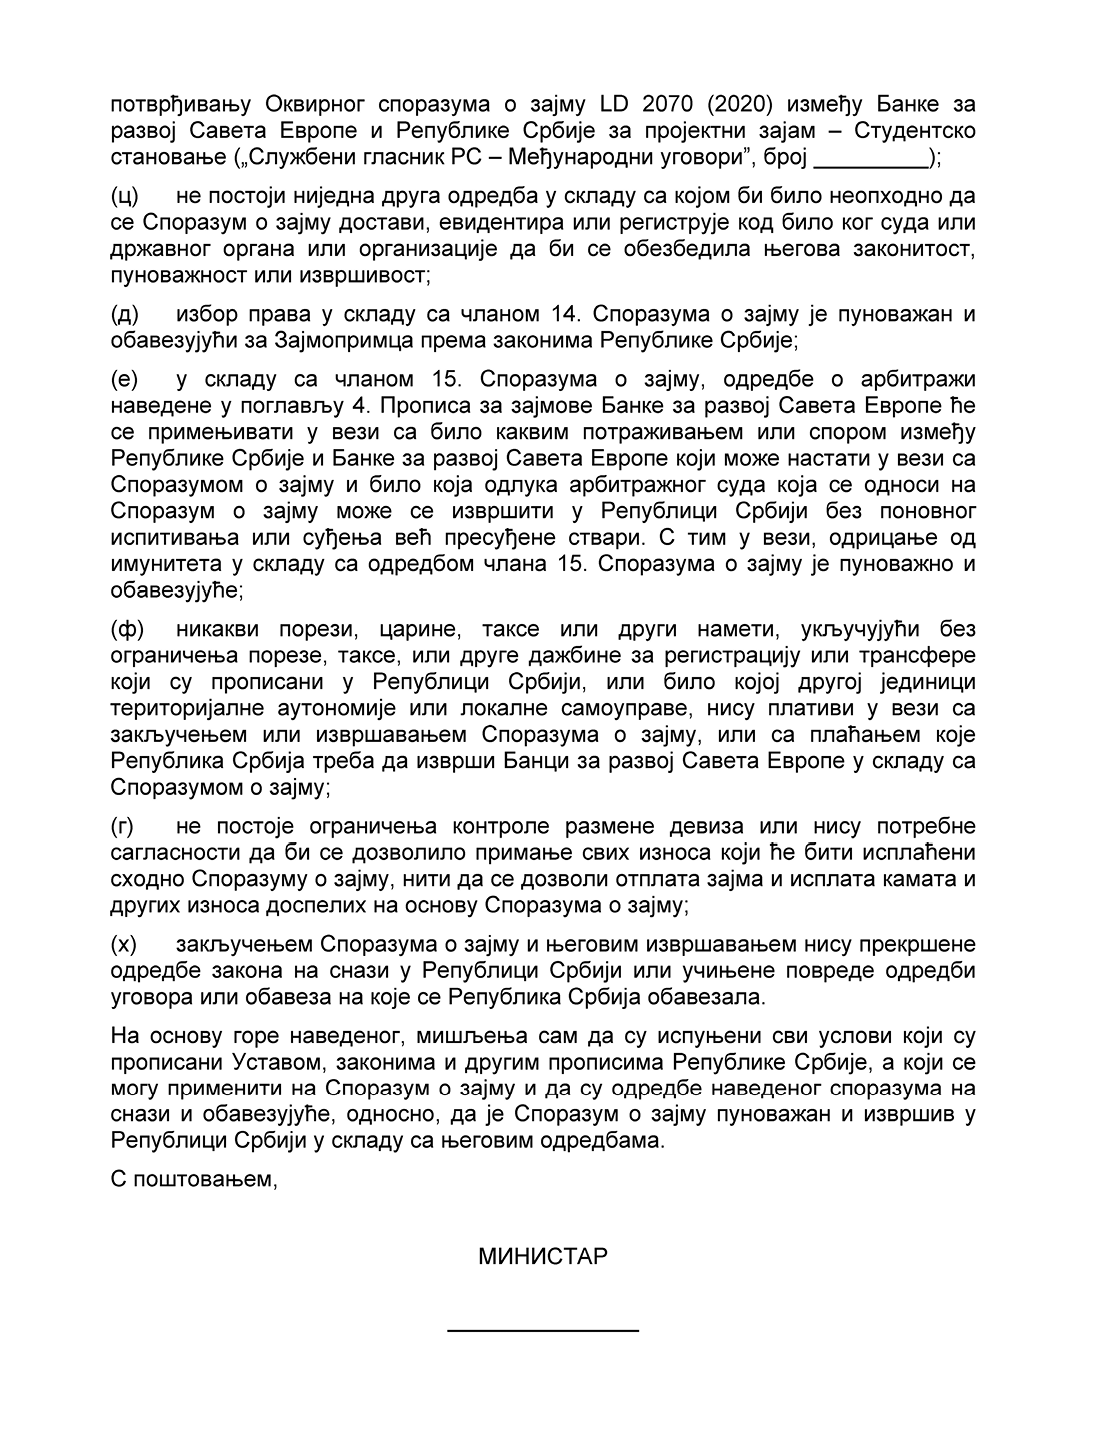 потврђивању Оквирног споразума о зајму LD 2070 (2020) између Банке за
развој Савета Европе и Републике Србије за пројектни зајам – Студентско
становање („Службени гласник РС – Међународни уговори”, број _________);
(ц) не постоји ниједна друга одредба у складу са којом би било неопходно да
се Споразум о зајму достави, евидентира или региструје код било ког суда или
државног органа или организације да би се обезбедила његова законитост,
пуноважност или извршивост;
(д) избор права у складу са чланом 14. Споразума о зајму је пуноважан и
обавезујући за Зајмопримца према законима Републике Србије;
(е) у складу са чланом 15. Споразума о зајму, одредбе о арбитражи
наведене у поглављу 4. Прописа за зајмове Банке за развој Савета Европе ће
се примењивати у вези са било каквим потраживањем или спором између
Републике Србије и Банке за развој Савета Европе који може настати у вези са
Споразумом о зајму и било која одлука арбитражног суда која се односи на
Споразум о зајму може се извршити у Републици Србији без поновног
испитивања или суђења већ пресуђене ствари. С тим у вези, одрицање од
имунитета у складу са одредбом члана 15. Споразума о зајму је пуноважно и
обавезујуће;
(ф) никакви порези, царине, таксе или други намети, укључујући без
ограничења порезе, таксе, или друге дажбине за регистрацију или трансфере
који су прописани у Републици Србији, или било којој другој јединици
територијалне аутономије или локалне самоуправе, нису плативи у вези са
закључењем или извршавањем Споразума о зајму, или са плаћањем које
Република Србија треба да изврши Банци за развој Савета Европе у складу са
Споразумом о зајму;
(г) не постоје ограничења контроле размене девиза или нису потребне
сагласности да би се дозволило примање свих износа који ће бити исплаћени
сходно Споразуму о зајму, нити да се дозволи отплата зајма и исплата камата и
других износа доспелих на основу Споразума о зајму;
(х) закључењем Споразума о зајму и његовим извршавањем нису прекршене
одредбе закона на снази у Републици Србији или учињене повреде одредби
уговора или обавеза на које се Република Србија обавезала.
На основу горе наведеног, мишљења сам да су испуњени сви услови који су
прописани Уставом, законима и другим прописима Републике Србије, а који се
могу применити на Споразум о зајму и да су одредбе наведеног споразума на
снази и обавезујуће, односно, да је Споразум о зајму пуноважан и извршив у
Републици Србији у складу са његовим одредбама.
С поштовањем,
МИНИСТАР
_______________